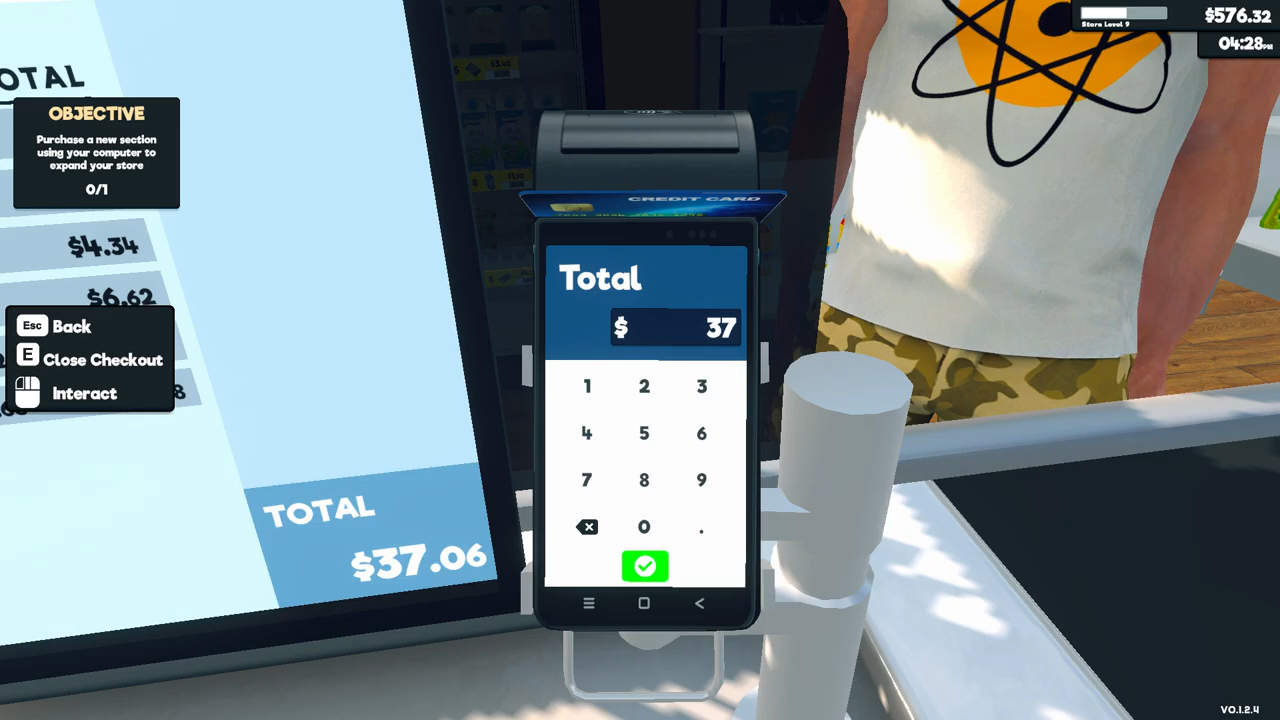 OTAL
OBJECTIVE
Purchase a new section
using your computer to
expand your store
0/1
$4.34
$6.62
8
Esc Back
E Close Checkout
Interact
TOTAL
$37.06
CREDIT CARD
Total
$ 37
1 2 3
4 5 6
7 8 9
0 .
Store Level 9
$576.32
04:28PM
V0.1.2.4